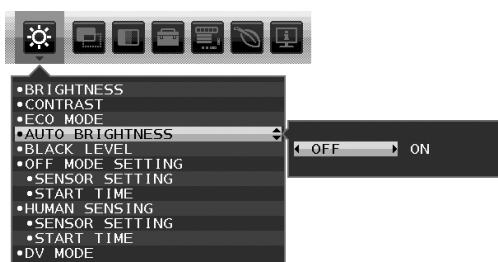 •BRIGHTNESS
•CONTRAST
•ECO MODE
•AUTO BRIGHTNESS
OFF ON
•BLACK LEVEL
•OFF MODE SETTING
•SENSOR SETTING
•START TIME
•HUMAN SENSING
•SENSOR SETTING
•START TIME
•DV MODE